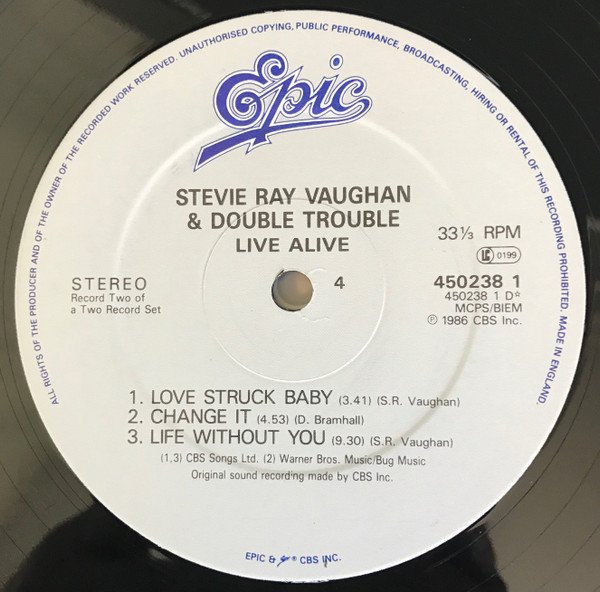 ALL RIGHTS OF THE PRODUCER AND OF THE OWNER OF THE RECORDED WORK RESERVED. UNAUTHORISED COPYING, PUBLIC PERFORMANCE, BROADCASTING, HIRING OR RENTAL OF THIS RECORDING PROHIBITED. MADE IN ENGLAND.
Epic
STEVIE RAY VAUGHAN
& DOUBLE TROUBLE
LIVE ALIVE
33⅓ RPM
LC 0199
STEREO
Record Two of
a Two Record Set
4
450238 1
450238 1 D☆
MCPS/BIEM
℗ 1986 CBS Inc.
1. LOVE STRUCK BABY (3.41) (S.R. Vaughan)
2. CHANGE IT (4.53) (D. Bramhall)
3. LIFE WITHOUT YOU (9.30) (S.R. Vaughan)
(1,3) CBS Songs Ltd. (2) Warner Bros. Music/Bug Music
Original sound recording made by CBS Inc.
EPIC & Epic ® CBS INC.